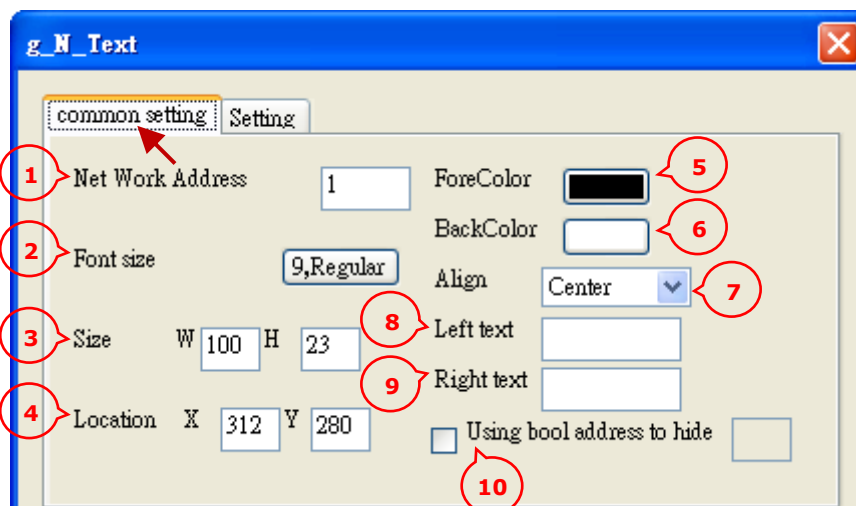 g_N_Text
common setting
Setting
1 Net Work Address 1
2 Font size 9,Regular
3 Size W 100 H 23
4 Location X 312 Y 280
ForeColor 5
BackColor 6
Align Center 7
8 Left text
9 Right text
Using bool address to hide
10